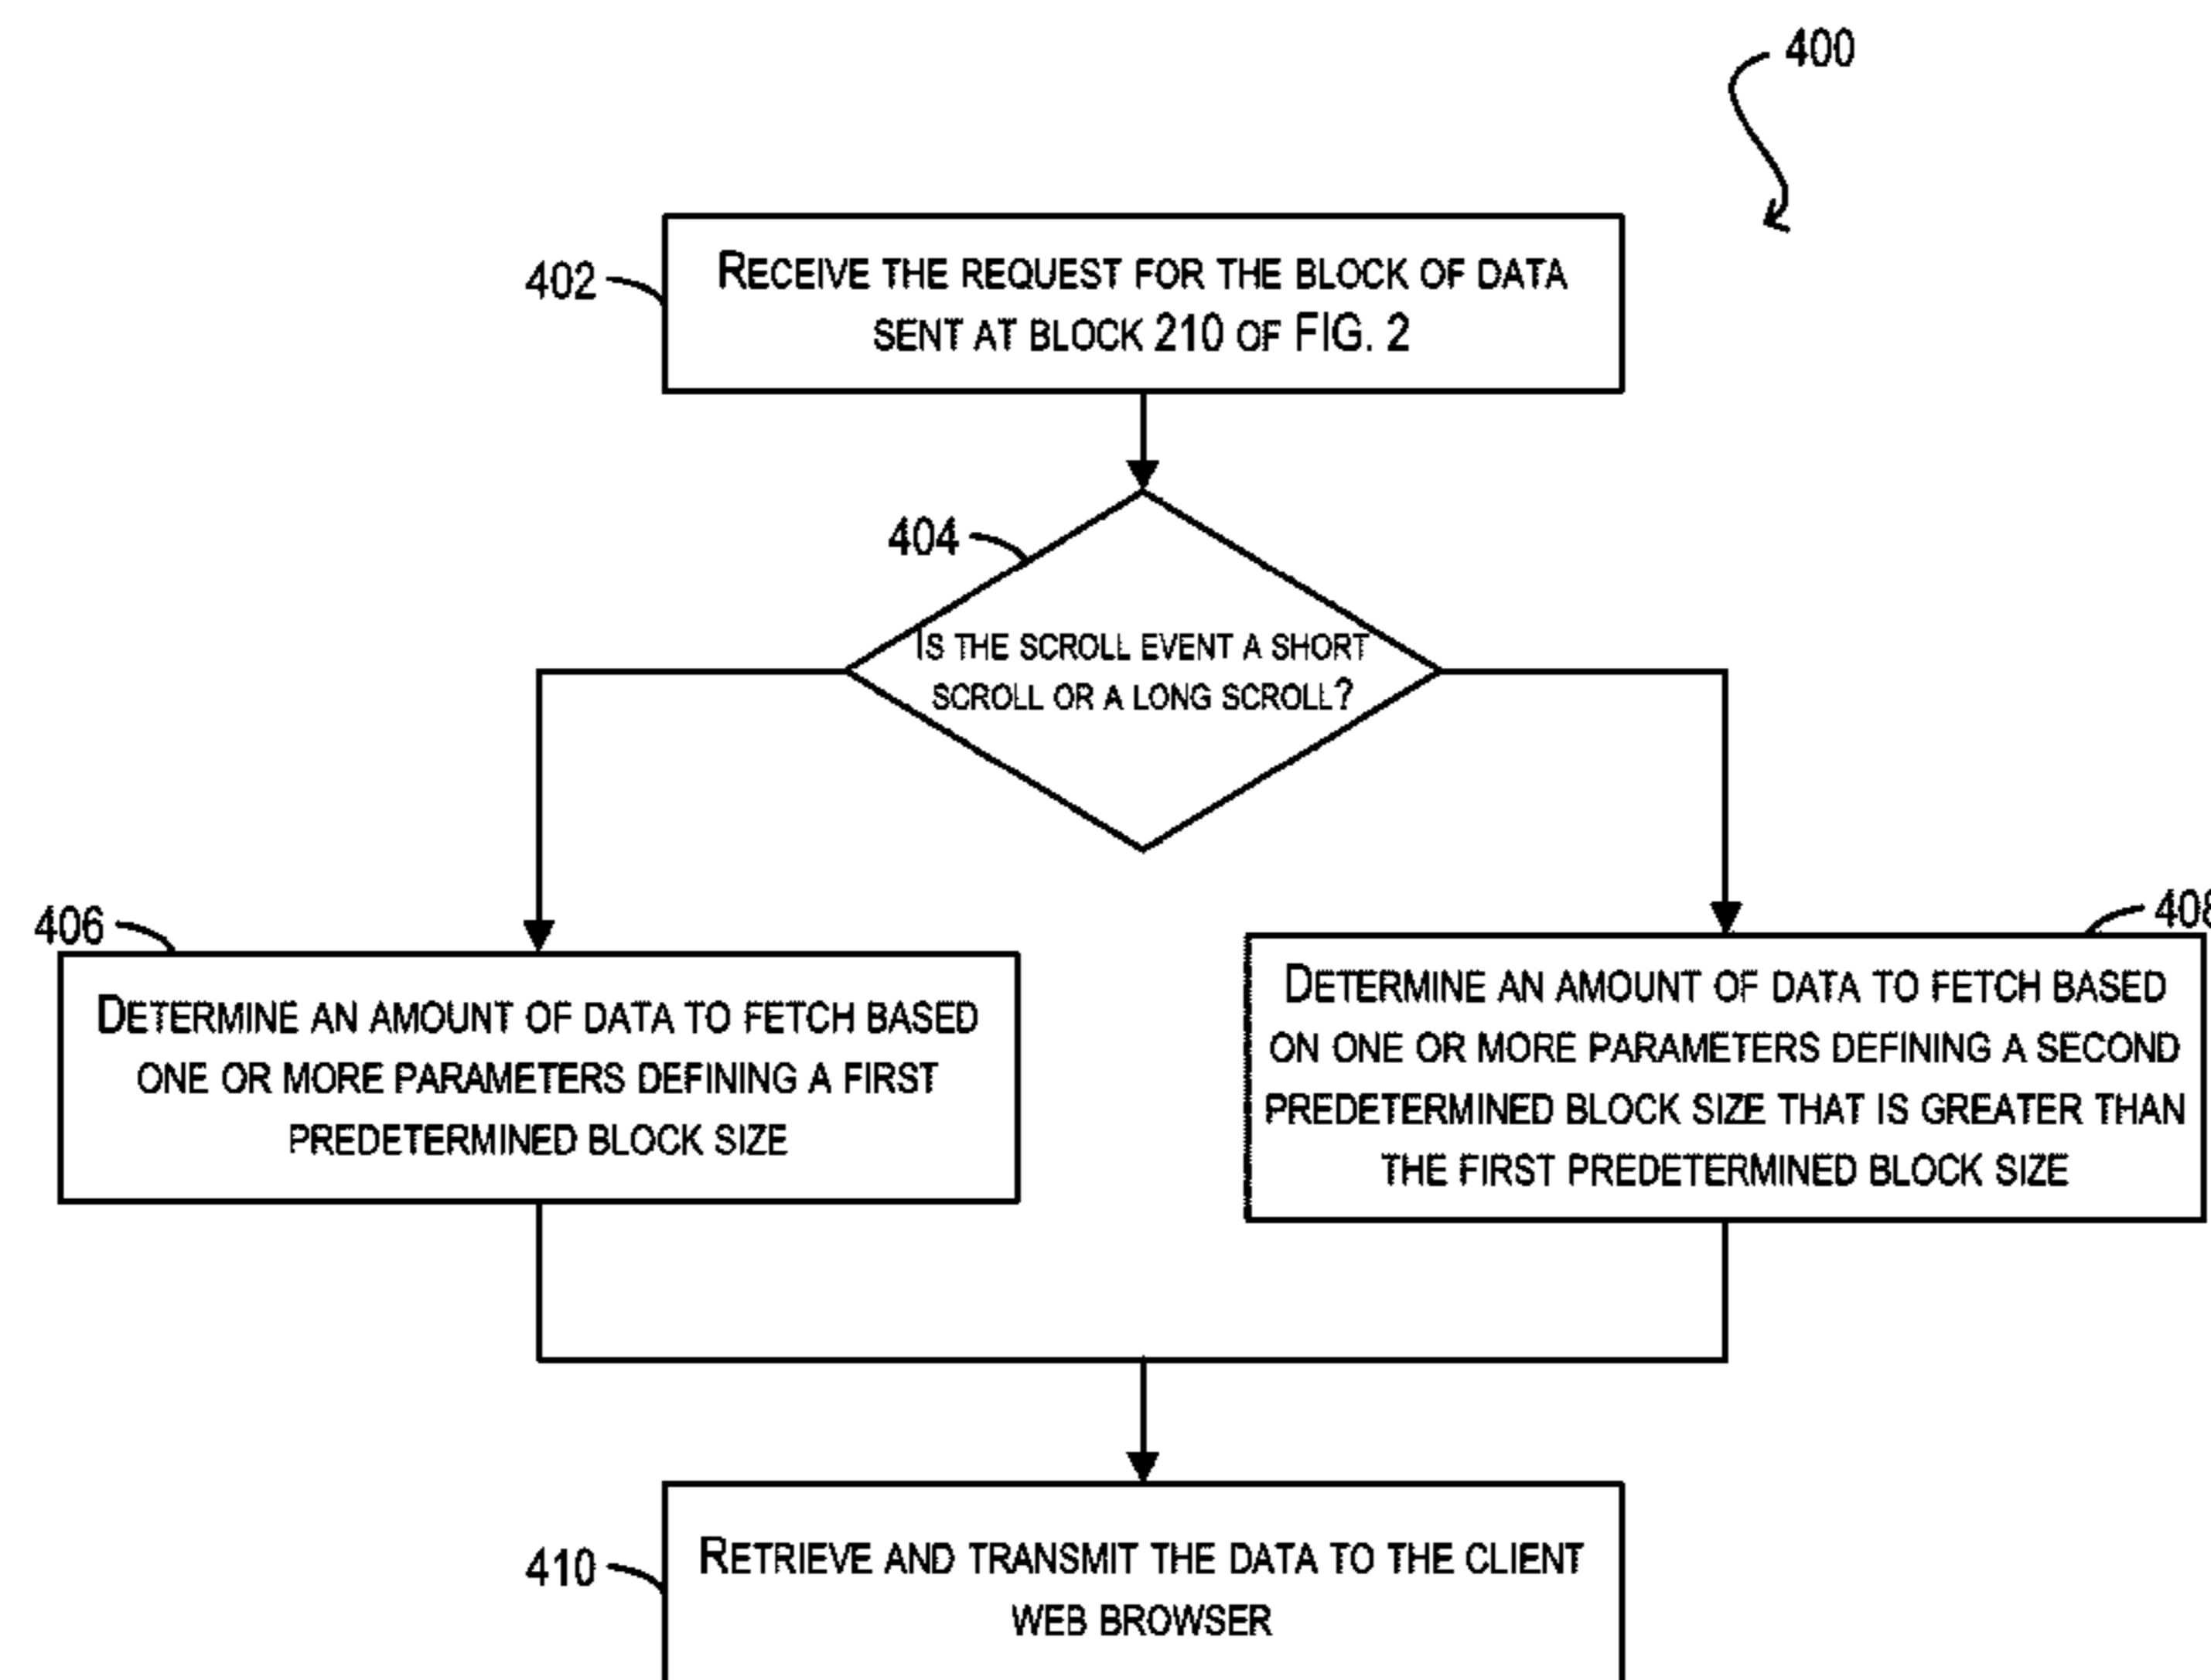 400
402
RECEIVE THE REQUEST FOR THE BLOCK OF DATA
SENT AT BLOCK 210 OF FIG. 2
404
IS THE SCROLL EVENT A SHORT
SCROLL OR A LONG SCROLL?
406
DETERMINE AN AMOUNT OF DATA TO FETCH BASED
ONE OR MORE PARAMETERS DEFINING A FIRST
PREDETERMINED BLOCK SIZE
408
DETERMINE AN AMOUNT OF DATA TO FETCH BASED
ON ONE OR MORE PARAMETERS DEFINING A SECOND
PREDETERMINED BLOCK SIZE THAT IS GREATER THAN
THE FIRST PREDETERMINED BLOCK SIZE
410
RETRIEVE AND TRANSMIT THE DATA TO THE CLIENT
WEB BROWSER